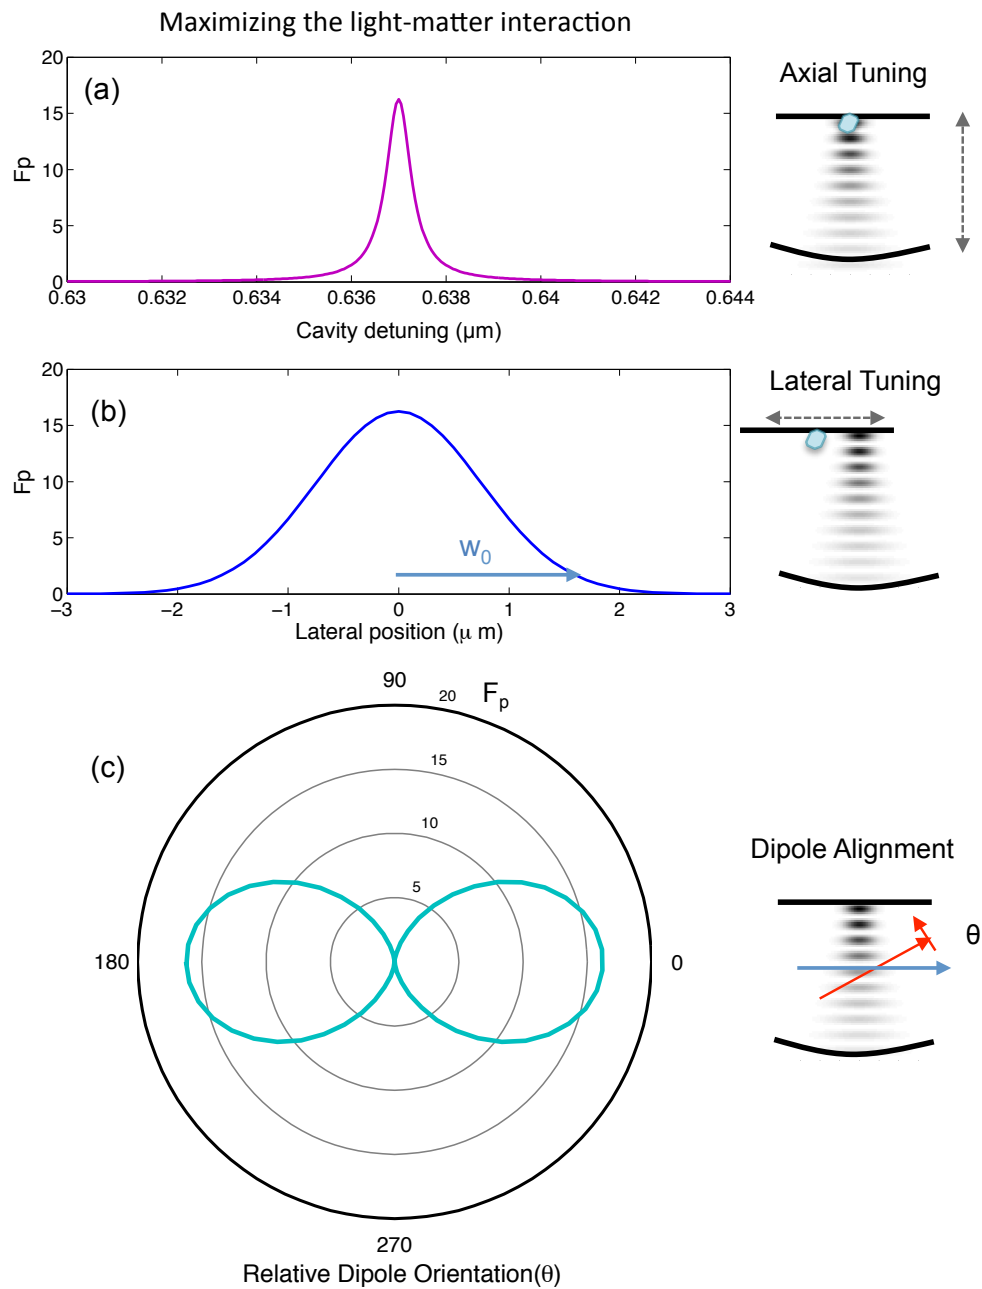 Maximizing the light-matter interaction
(a)
Fp
20
15
10
5
0
0.63 0.632 0.634 0.636 0.638 0.64 0.642 0.644
Cavity detuning (μm)
Axial Tuning
(b)
Fp
20
15
10
5
0
w₀
−3 −2 −1 0 1 2 3
Lateral position (μ m)
Lateral Tuning
(c)
90
Fₚ
20
15
10
5
180
0
270
Relative Dipole Orientation(θ)
Dipole Alignment
θ